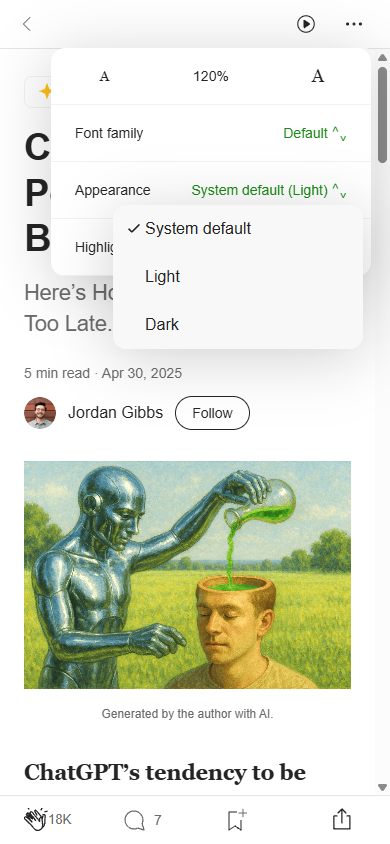 A 120% A
Font family Default
Appearance System default (Light)
System default
Light
Dark
Here's
Too Late.
5 min read · Apr 30, 2025
Jordan Gibbs Follow
Generated by the author with AI.
ChatGPT's tendency to be
18K 7